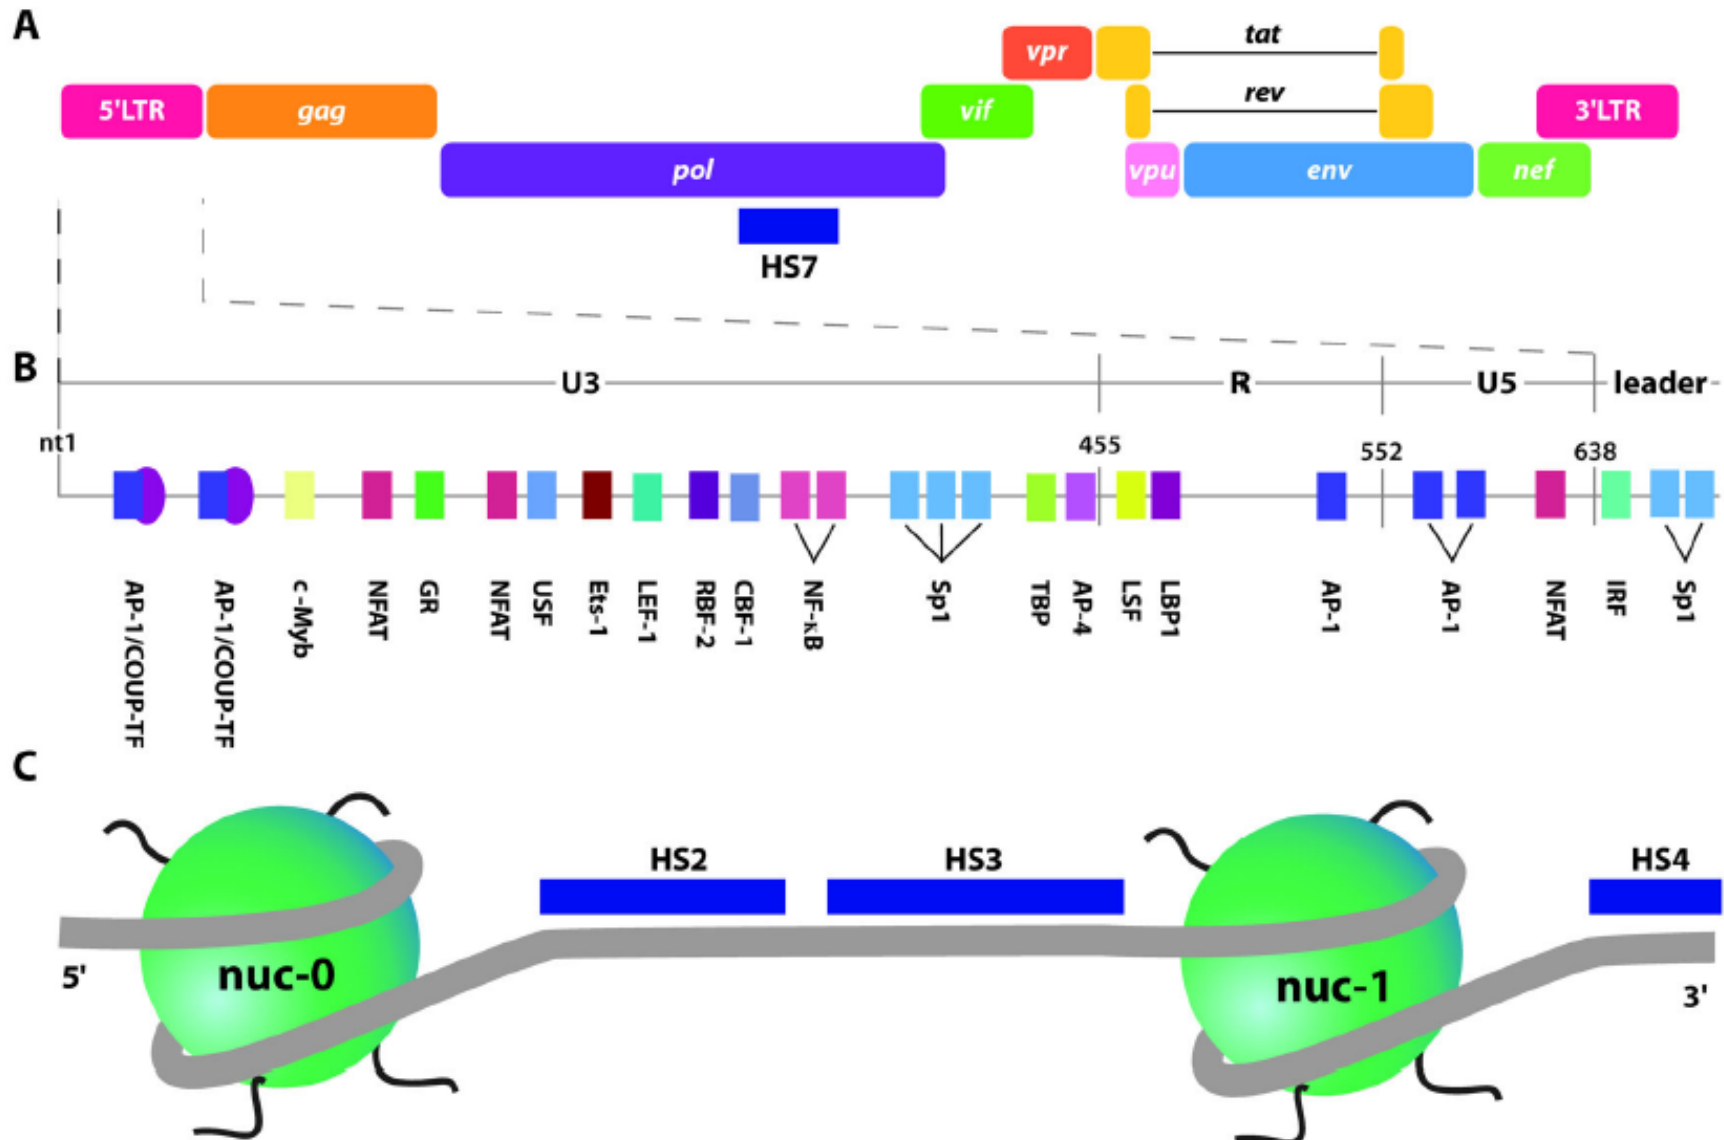 A
tat
vpr
rev
5'LTR
gag
vif
3'LTR
pol
vpu
env
nef
HS7
B
U3
R
U5
leader
nt1
455
552
638
AP-1/COUP-TF
AP-1/COUP-TF
c-Myb
NFAT
GR
NFAT
USF
Ets-1
LEF-1
RBF-2
CBF-1
NF-κB
Sp1
TBP
AP-4
LSF
LBP1
AP-1
AP-1
NFAT
IRF
Sp1
C
HS2
HS3
HS4
nuc-0
nuc-1
5'
3'